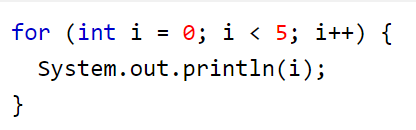 for (int i = 0; i < 5; i++) {
  System.out.println(i);
}